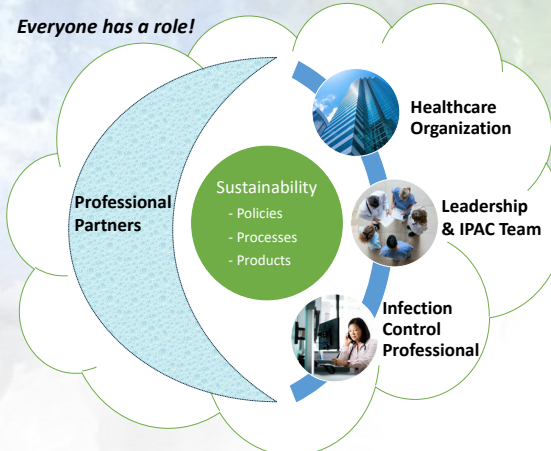 Everyone has a role!
Healthcare
Organization
Professional
Partners
Sustainability
- Policies
- Processes
- Products
Leadership
& IPAC Team
Infection
Control
Professional